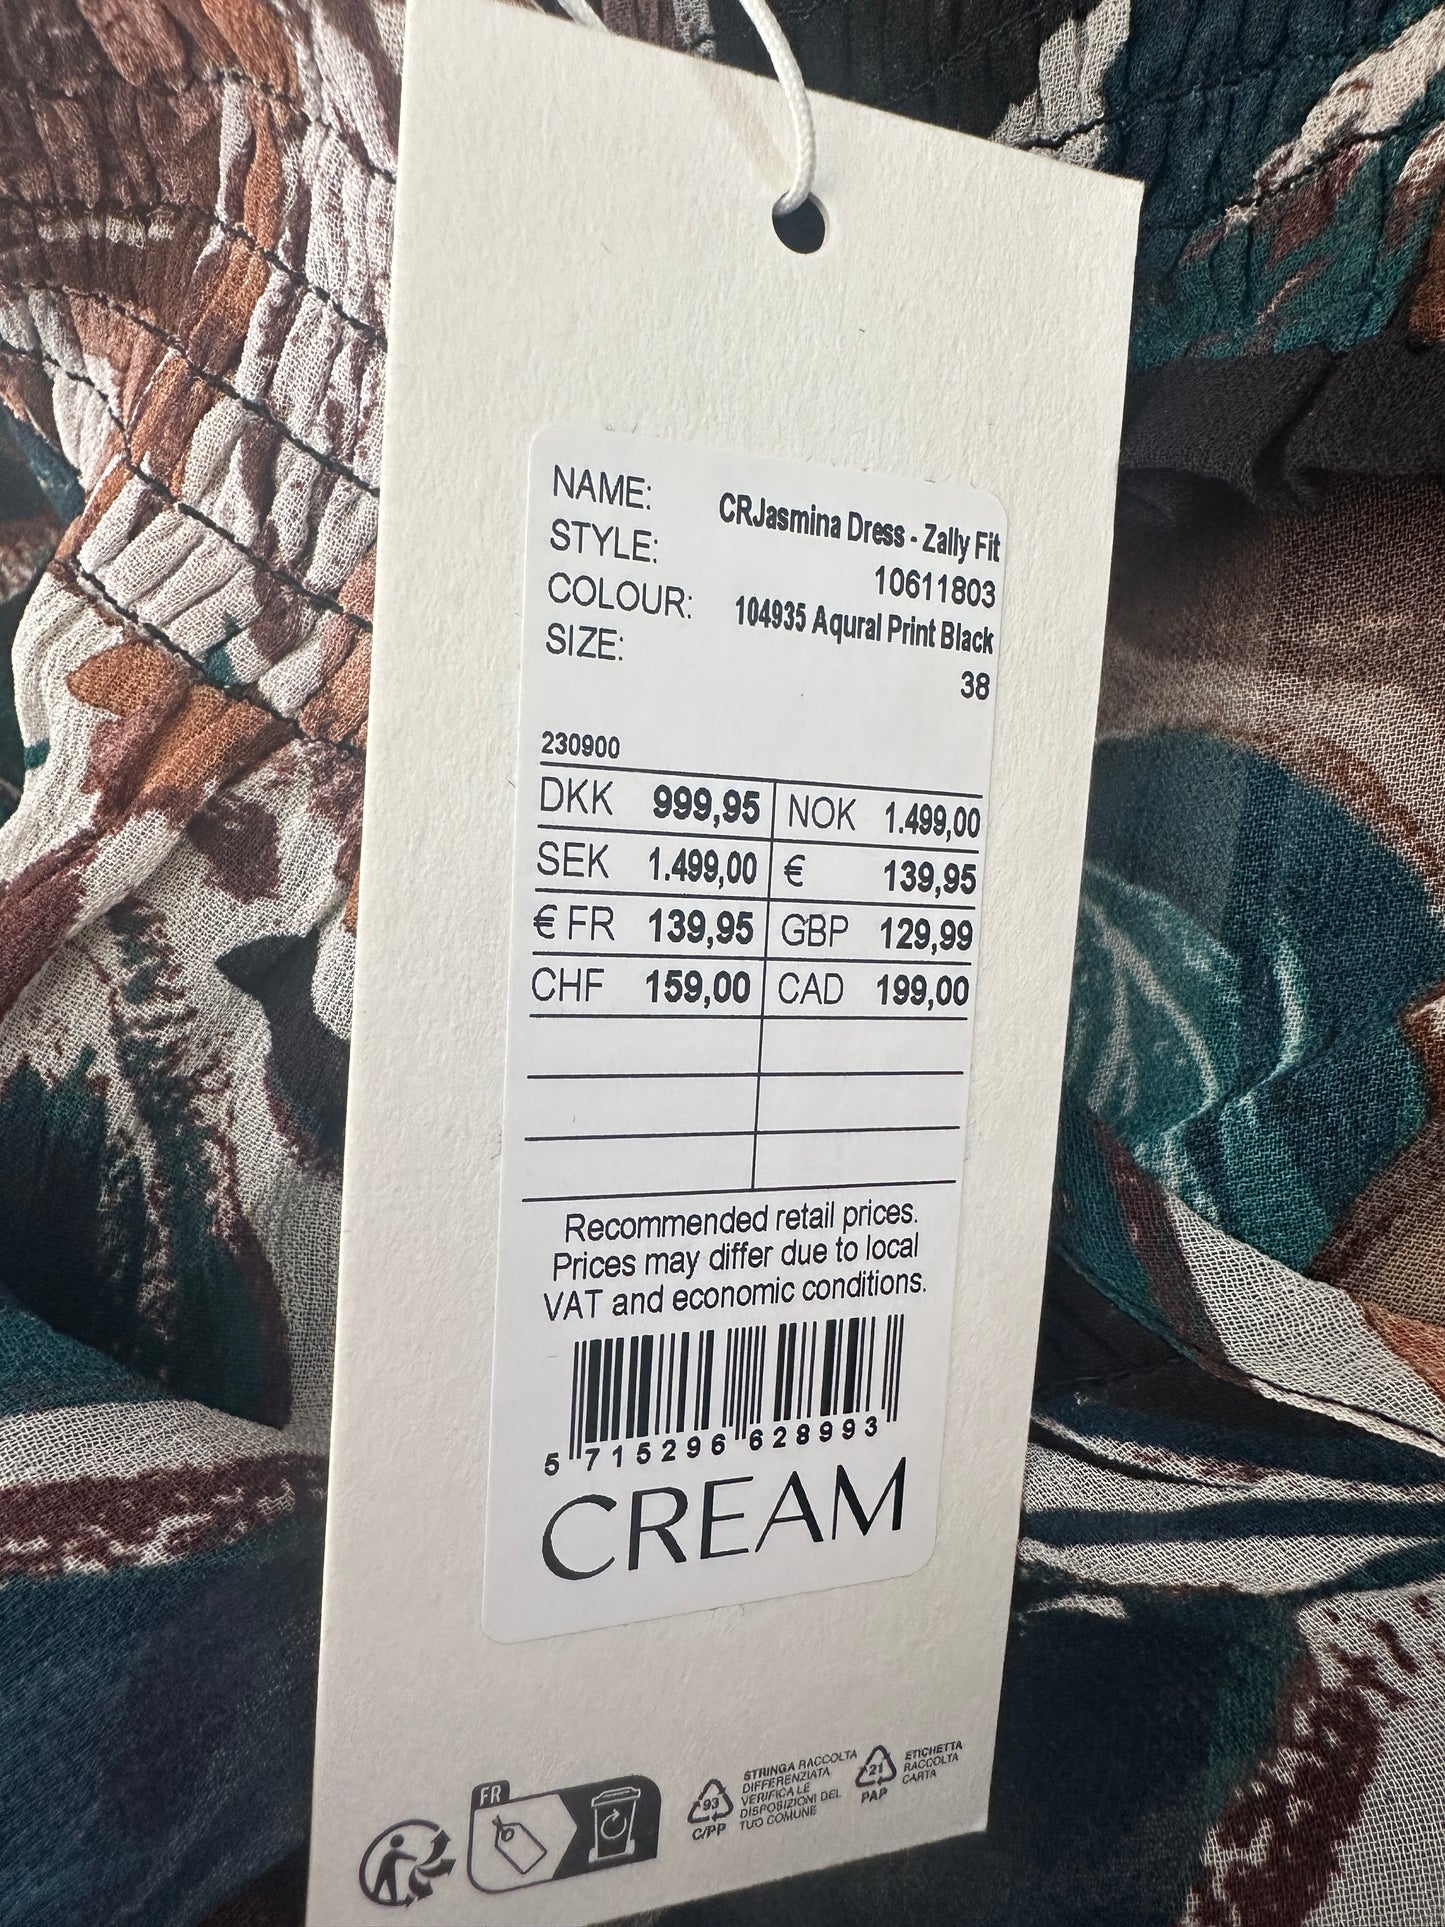 NAME: CRJasmina Dress - Zally Fit
STYLE: 10611803
COLOUR: 104935 Aqural Print Black
SIZE: 38
230900
DKK 999,95 NOK 1.499,00
SEK 1.499,00 € 139,95
€ FR 139,95 GBP 129,99
CHF 159,00 CAD 199,00
Recommended retail prices.
Prices may differ due to local
VAT and economic conditions.
5 715296 628993
CREAM
FR
93
C/PP
STRINGA RACCOLTA
DIFFERENZIATA
VERIFICA LE
DISPOSIZIONI DEL
TUO COMUNE
21
PAP
ETICHETTA
RACCOLTA
CARTA